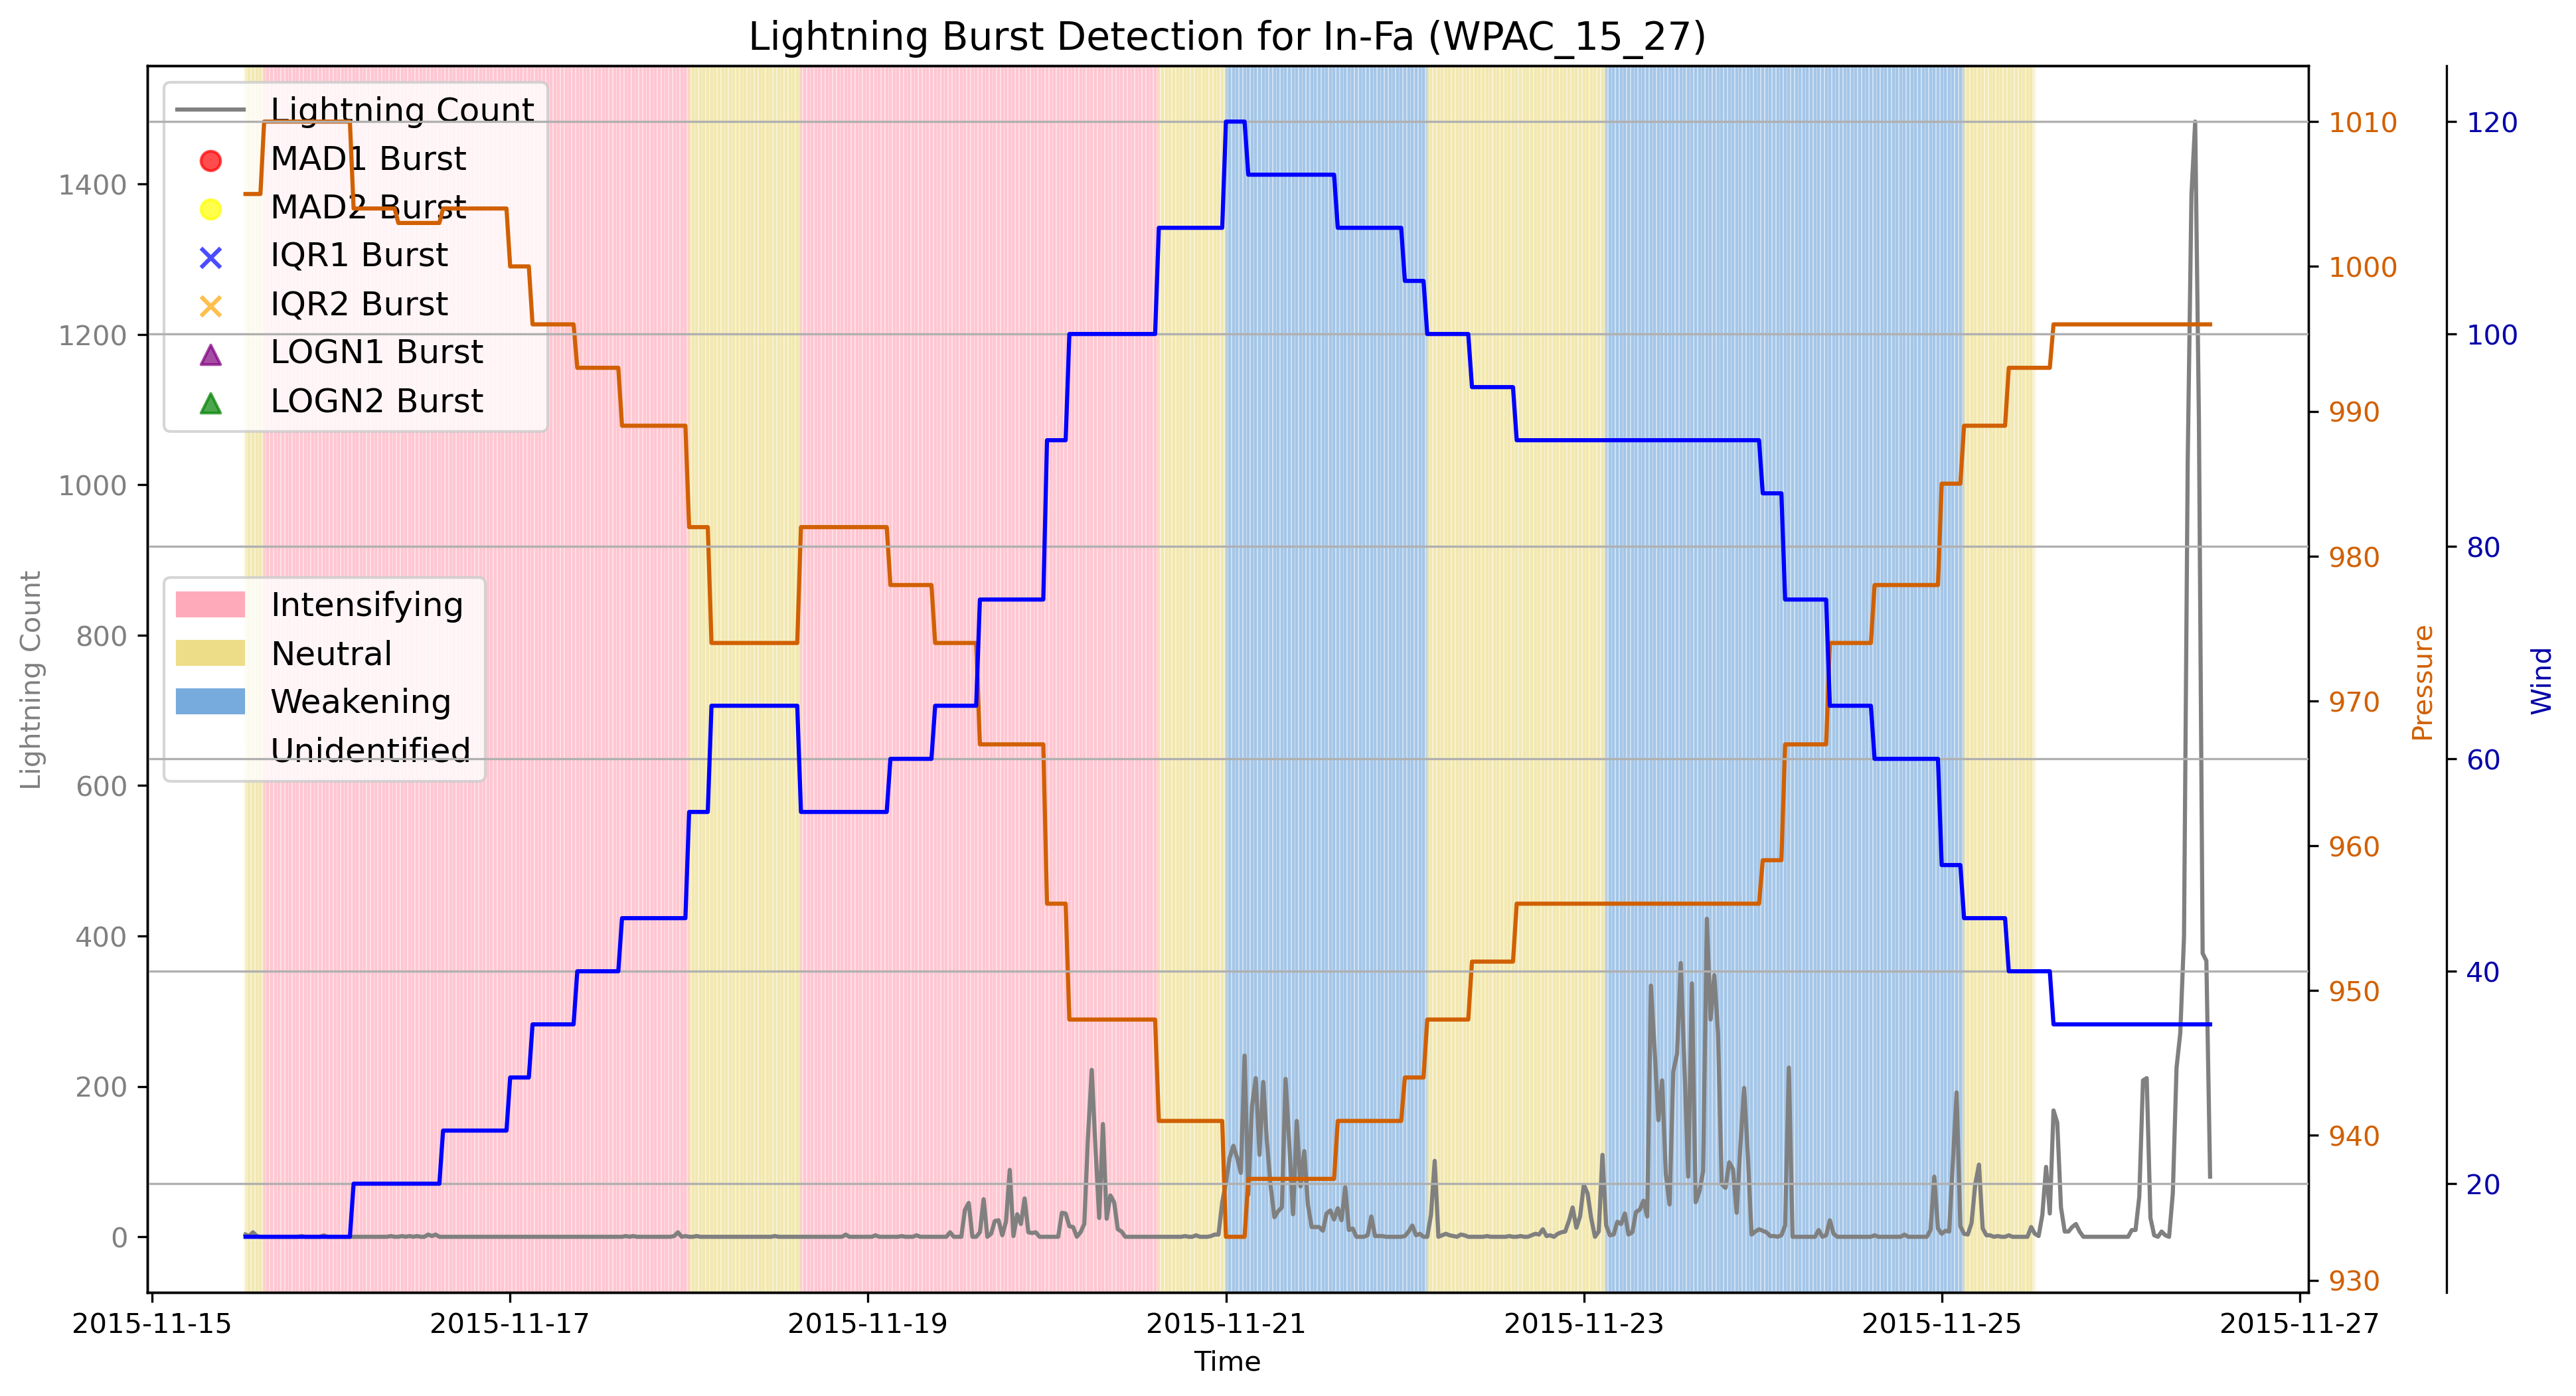 Lightning Burst Detection for In-Fa (WPAC_15_27)
Lightning Count
MAD1 Burst
MAD2 Burst
IQR1 Burst
IQR2 Burst
LOGN1 Burst
LOGN2 Burst
Intensifying
Neutral
Weakening
Unidentified
Lightning Count
1400
1200
1000
800
600
400
200
0
1010
1000
990
980
970
960
950
940
930
Pressure
120
100
80
60
40
20
Wind
2015-11-15
2015-11-17
2015-11-19
2015-11-21
2015-11-23
2015-11-25
2015-11-27
Time